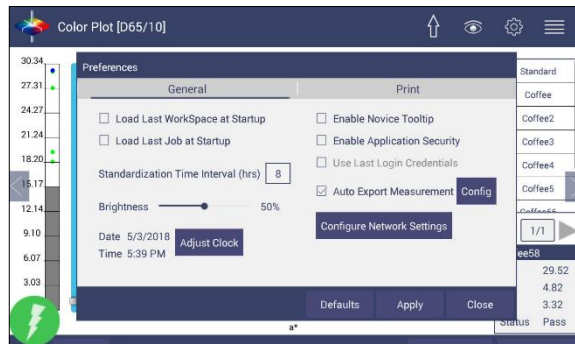 Color Plot [D65/10]
30.34
27.31
24.27
21.24
18.20
15.17
12.14
9.10
6.07
3.03
Preferences
General
Print
Load Last WorkSpace at Startup
Load Last Job at Startup
Standardization Time Interval (hrs) 8
Brightness 50%
Date 5/3/2018
Time 5:39 PM
Adjust Clock
Enable Novice Tooltip
Enable Application Security
Use Last Login Credentials
Auto Export Measurement Config
Configure Network Settings
Defaults Apply Close
Standard
Coffee
Coffee2
Coffee3
Coffee4
Coffee5
1/1
ee58
29.52
4.82
3.32
Status Pass
a*